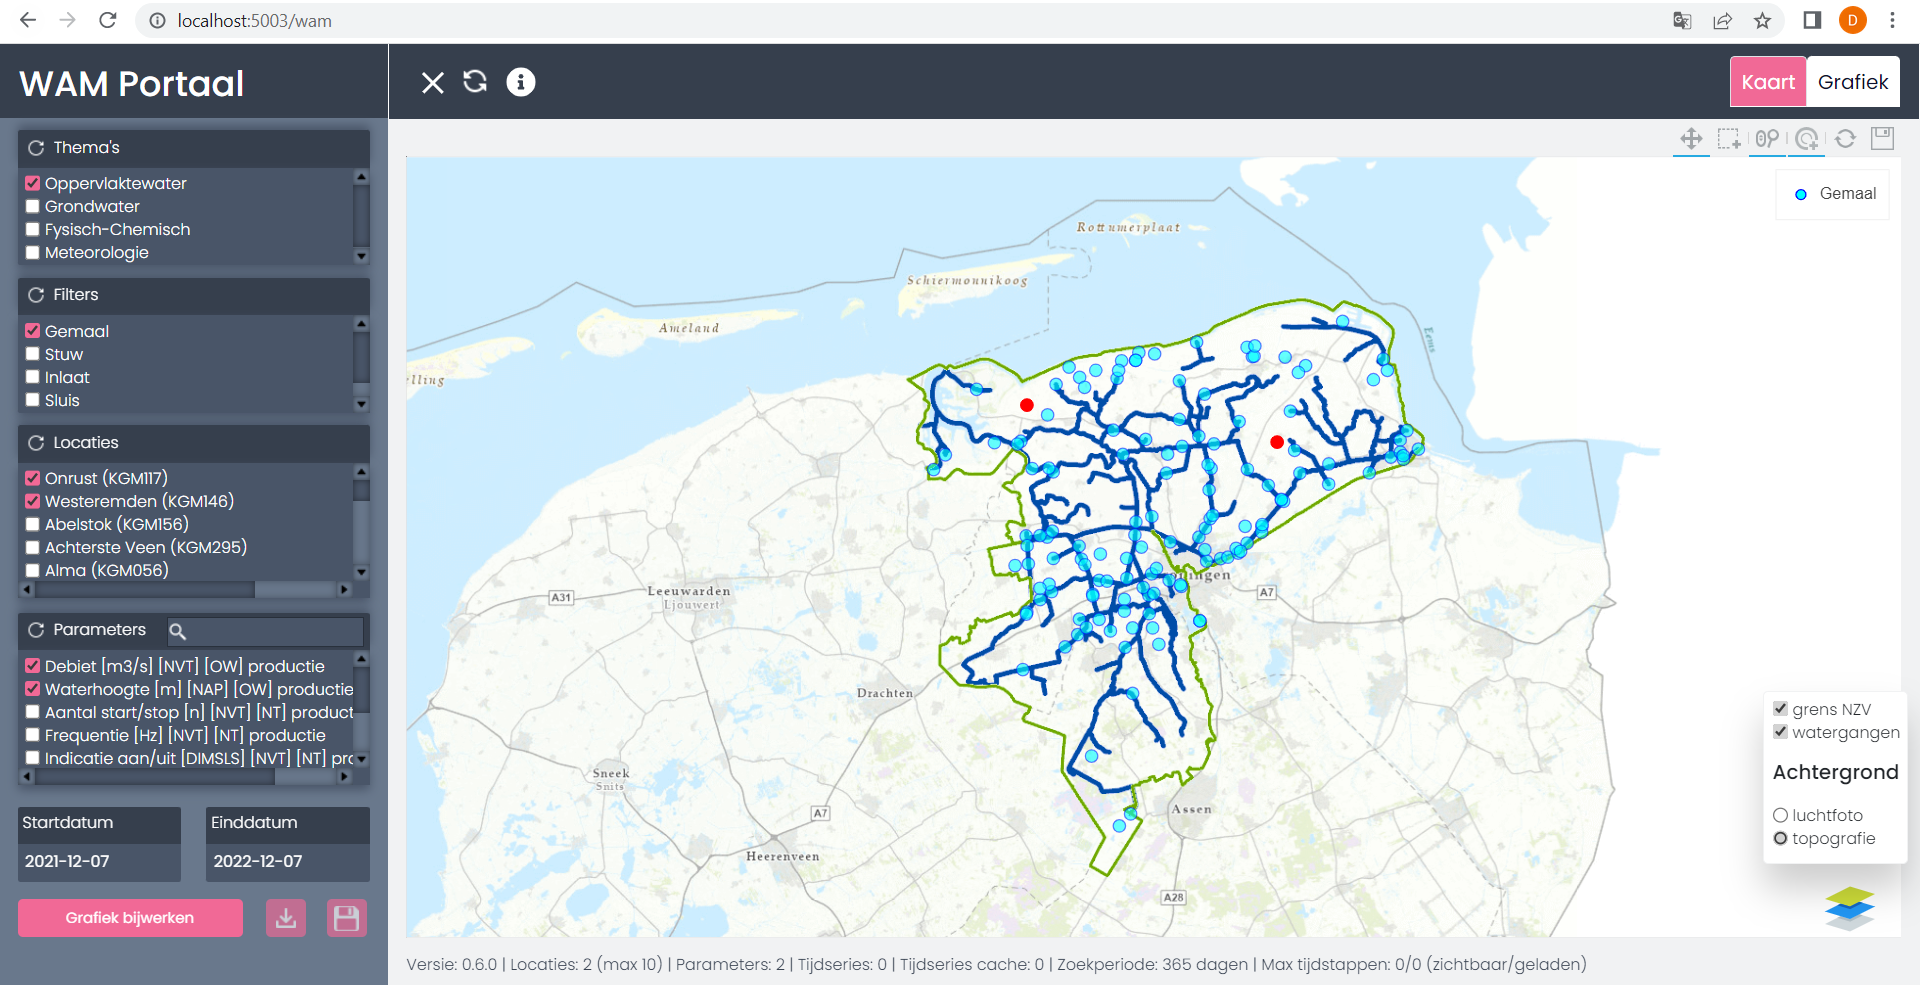 localhost:5003/wam
D
WAM Portaal
Kaart
Grafiek
Thema's
Oppervlaktewater
Grondwater
Fysisch-Chemisch
Meteorologie
Filters
Gemaal
Stuw
Inlaat
Sluis
Locaties
Onrust (KGM117)
Westeremden (KGM146)
Abelstok (KGM156)
Achterste Veen (KGM295)
Alma (KGM056)
Parameters
Debiet [m3/s] [NVT] [OW] productie
Waterhoogte [m] [NAP] [OW] productie
Aantal start/stop [n] [NVT] [NT] product
Frequentie [Hz] [NVT] [NT] productie
Indicatie aan/uit [DIMSLS] [NVT] [NT] pro
Startdatum
Einddatum
2021-12-07
2022-12-07
Grafiek bijwerken
Gemaal
Rottumerplaat
Schiermonnikoog
Ameland
Eems
elling
A31
Leeuwarden
Ljouwert
ningen
A7
Drachten
Sneek
Snits
A7
Assen
Heerenveen
A28
grens NZV
watergangen
Achtergrond
luchtfoto
topografie
Versie: 0.6.0 | Locaties: 2 (max 10) | Parameters: 2 | Tijdseries: 0 | Tijdseries cache: 0 | Zoekperiode: 365 dagen | Max tijdstappen: 0/0 (zichtbaar/geladen)